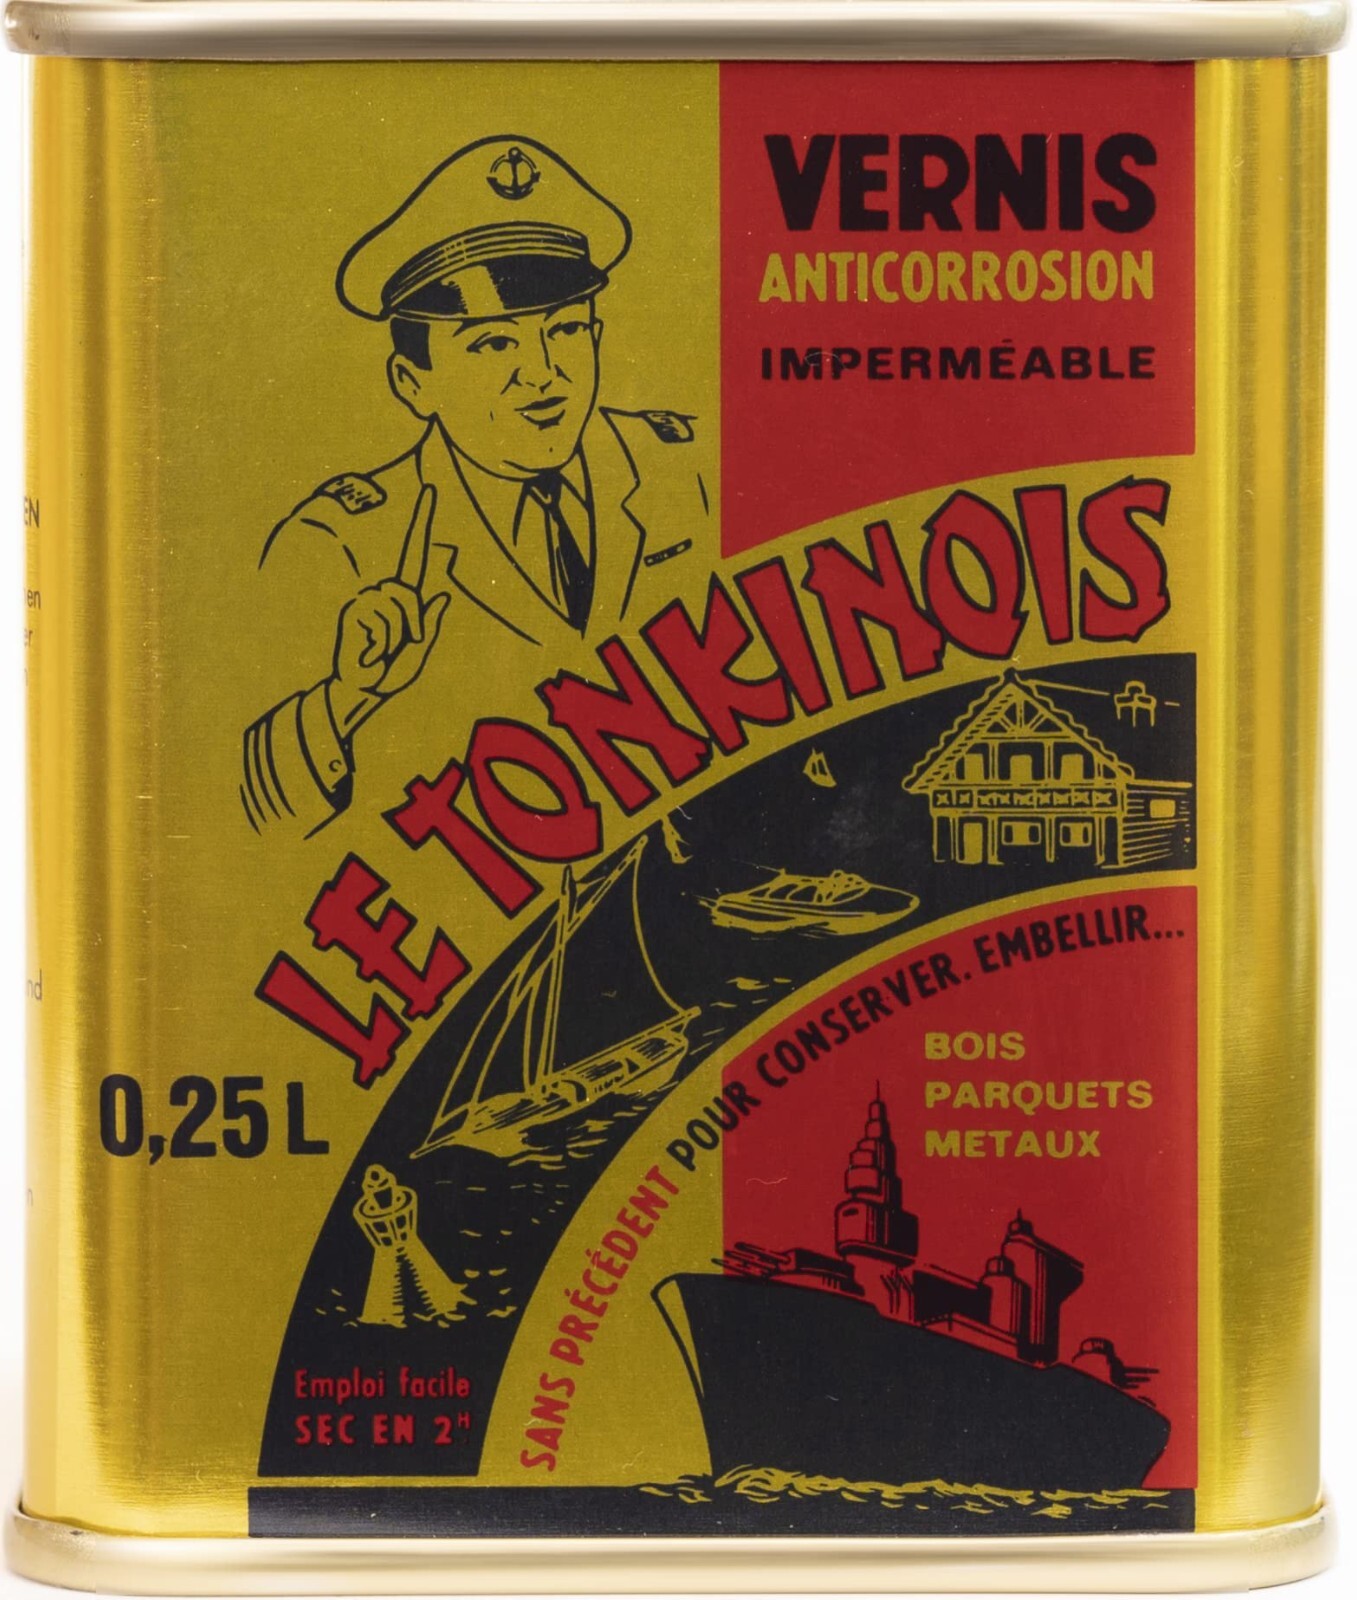 VERNIS
ANTICORROSION
IMPERMÉABLE
LE TONKINOIS
0,25 L
SANS PRÉCÉDENT POUR CONSERVER. EMBELLIR...
BOIS
PARQUETS
METAUX
Emploi facile
SEC EN 2H